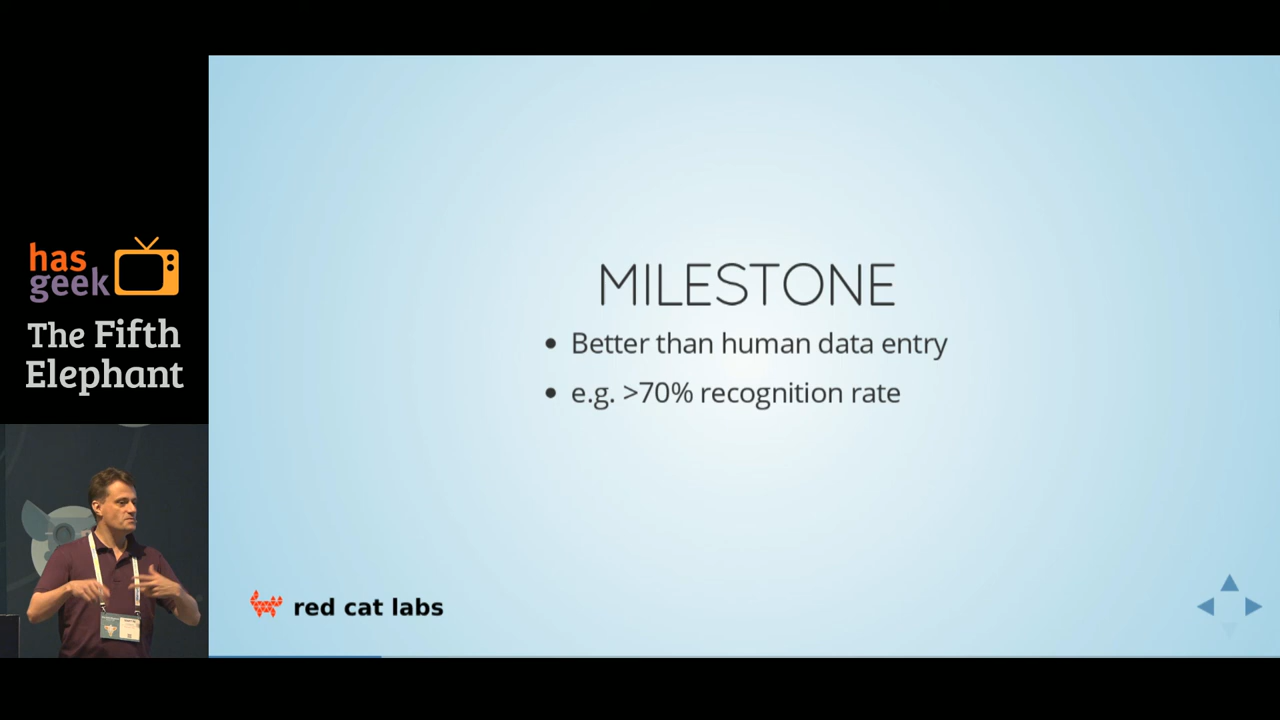 has
geek
The Fifth
Elephant
MILESTONE
• Better than human data entry
• e.g. >70% recognition rate
red cat labs